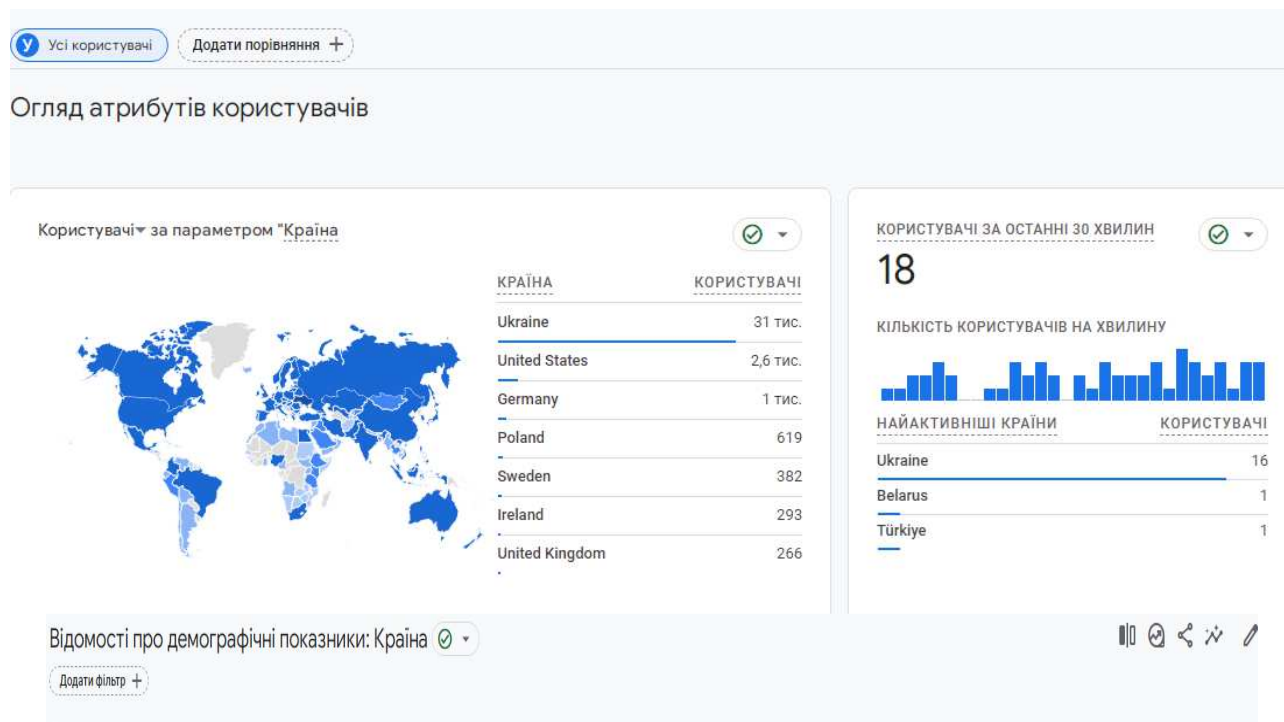 У Усі користувачі Додати порівняння +
Огляд атрибутів користувачів
Користувачі за параметром "Країна
КРАЇНА КОРИСТУВАЧІ
Ukraine 31 тис.
United States 2,6 тис.
Germany 1 тис.
Poland 619
Sweden 382
Ireland 293
United Kingdom 266
КОРИСТУВАЧІ ЗА ОСТАННІ 30 ХВИЛИН
18
КІЛЬКІСТЬ КОРИСТУВАЧІВ НА ХВИЛИНУ
НАЙАКТИВНІШІ КРАЇНИ КОРИСТУВАЧІ
Ukraine 16
Belarus 1
Türkiye 1
Відомості про демографічні показники: Країна
Додати фільтр +